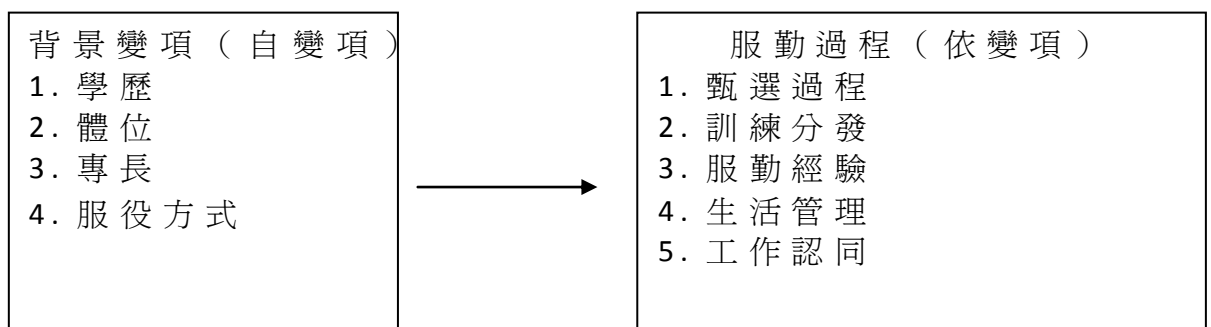 背景變項（自變項）
1. 學歷
2. 體位
3. 專長
4. 服役方式
服勤過程（依變項）
1. 甄選過程
2. 訓練分發
3. 服勤經驗
4. 生活管理
5. 工作認同